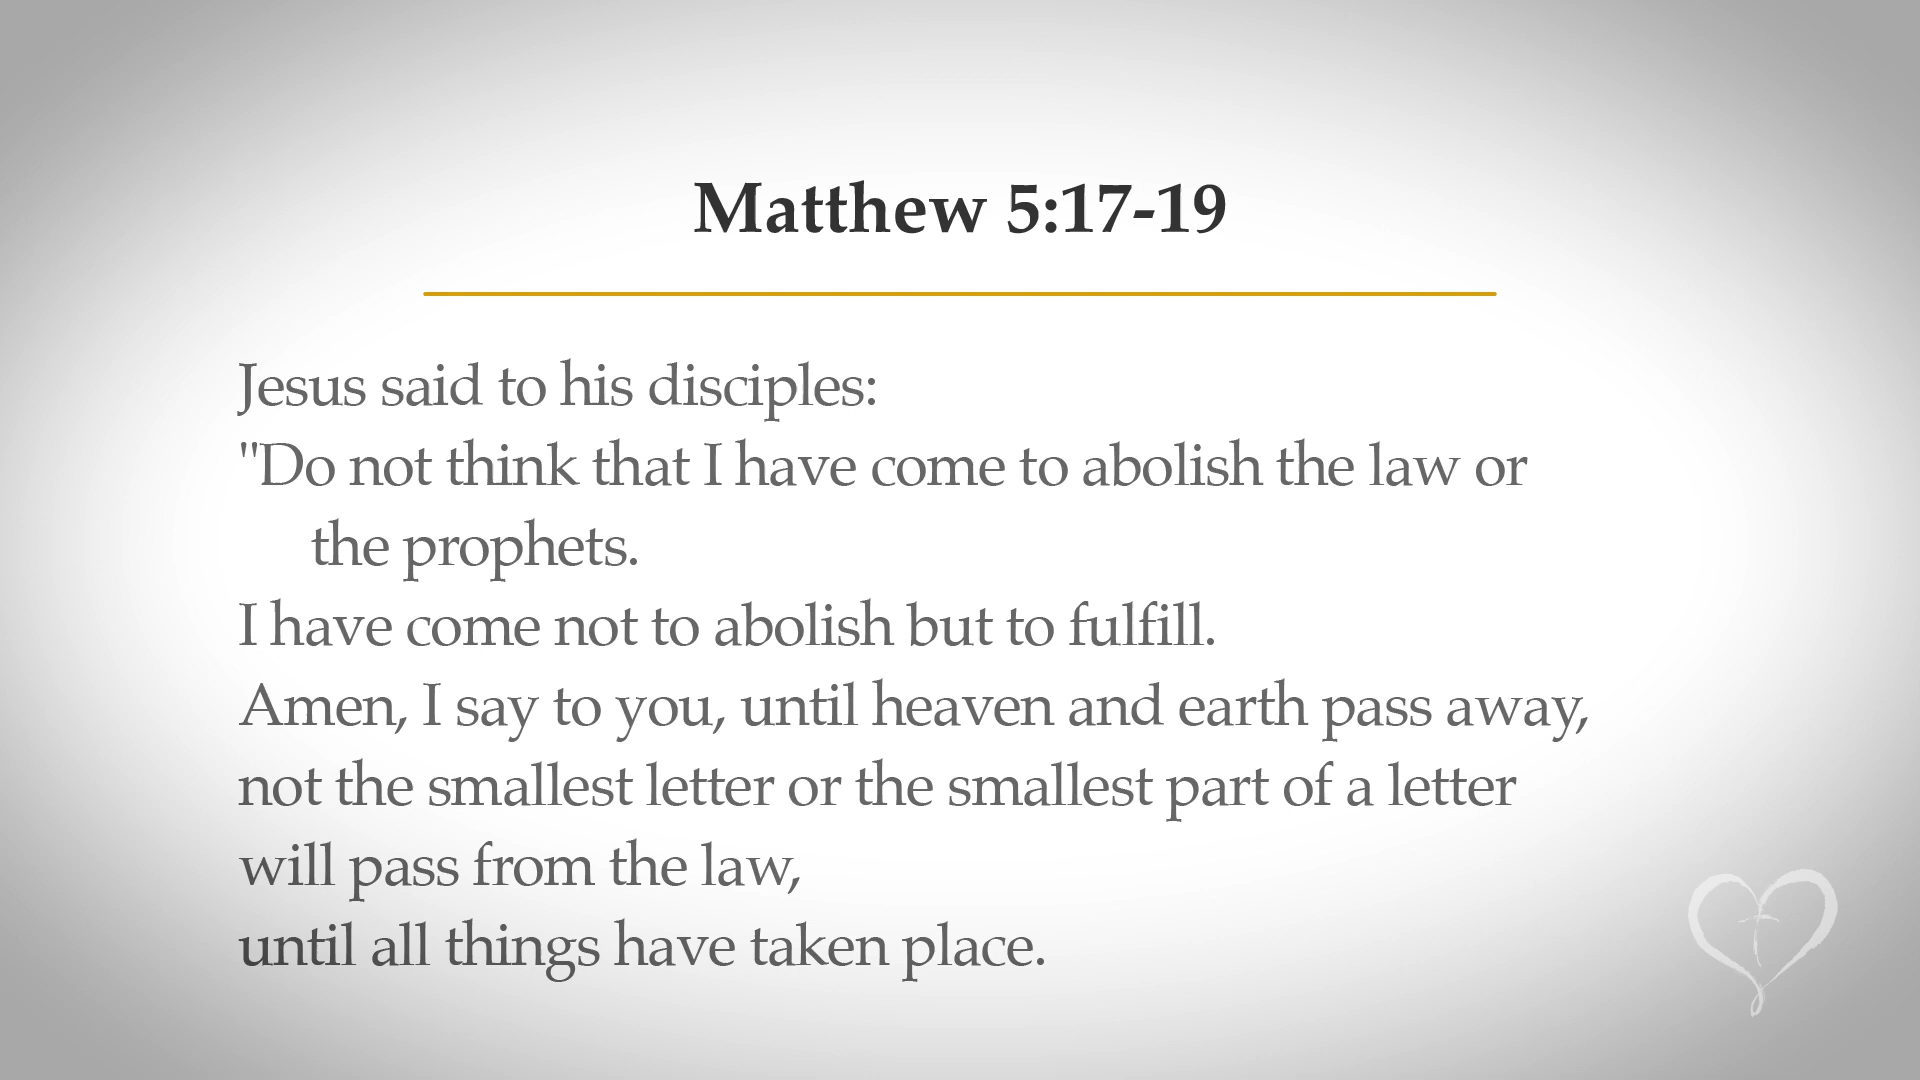 Matthew 5:17-19
Jesus said to his disciples:
"Do not think that I have come to abolish the law or
the prophets.
I have come not to abolish but to fulfill.
Amen, I say to you, until heaven and earth pass away,
not the smallest letter or the smallest part of a letter
will pass from the law,
until all things have taken place.